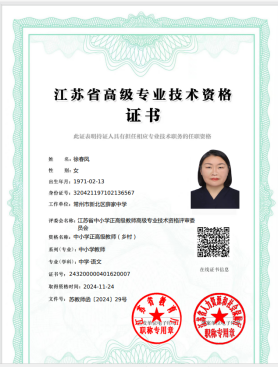 江苏省高级专业技术资格
证书
此证表明持证人具有担任相应专业技术职务的任职资格
姓 名：徐春凤
性 别：女
出生年月：1971-02-13
身份证号：320421197102136567
工作单位：常州市新北区薛家中学
评委会名称：江苏省中小学正高级教师高级专业技术资格评审委
员会
资格名称：中小学正高级教师（乡村）
系列(专业)：中小学教师
专业(学科)：中学 语文
证书号：243200000401620007
取得资格时间：2024-11-24
文号：苏教师函〔2024〕29号
在线证书信息
职称专用章
职称专用章